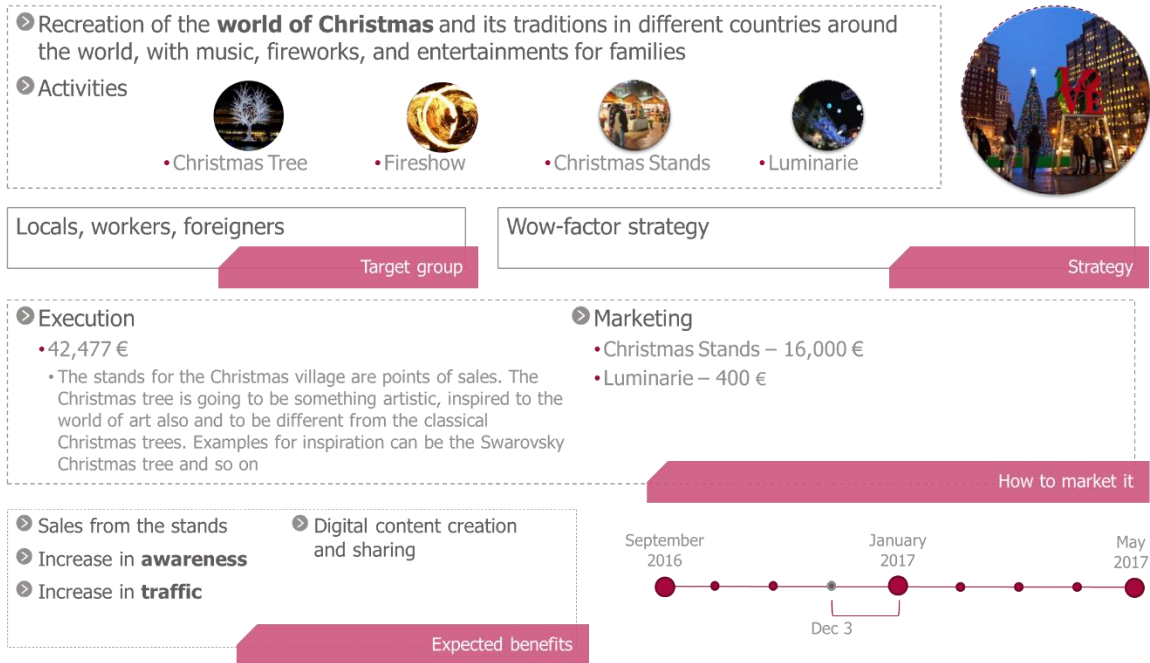 Recreation of the world of Christmas and its traditions in different countries around
the world, with music, fireworks, and entertainments for families
Activities
•Christmas Tree
•Fireshow
•Christmas Stands
•Luminarie
LOVE
Locals, workers, foreigners
Target group
Wow-factor strategy
Strategy
Execution
•42,477 €
•The stands for the Christmas village are points of sales. The
Christmas tree is going to be something artistic, inspired to the
world of art also and to be different from the classical
Christmas trees. Examples for inspiration can be the Swarovsky
Christmas tree and so on
Marketing
•Christmas Stands – 16,000 €
•Luminarie – 400 €
How to market it
Sales from the stands
Increase in awareness
Increase in traffic
Digital content creation
and sharing
Expected benefits
September
2016
January
2017
May
2017
Dec 3